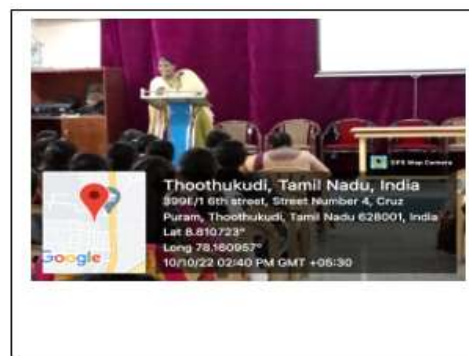 GPS Map Camera
Thoothukudi, Tamil Nadu, India
399E/1 6th street, Street Number 4, Cruz
Puram, Thoothukudi, Tamil Nadu 628001, India
Lat 8.810723°
Long 78.160957°
10/10/22 02:40 PM GMT +05:30
Google